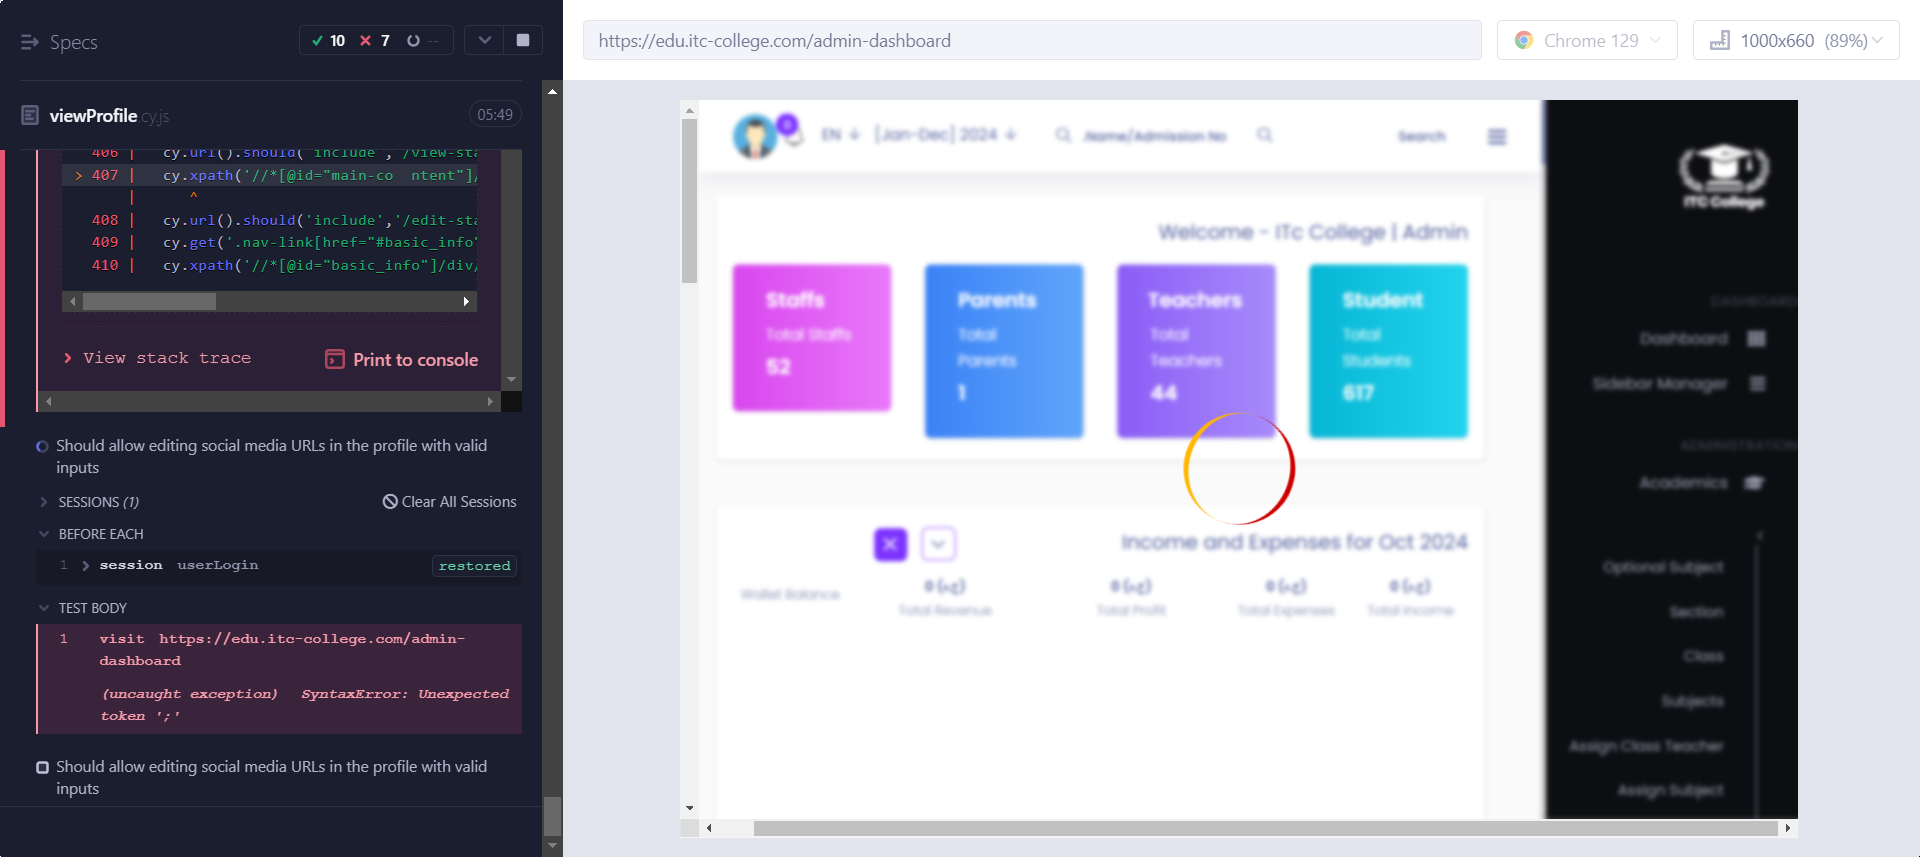 Specs
10 7 --
viewProfile cy.js 05:49
406 | cy.url().should('include','/view-sta
> 407 | cy.xpath('//*[@id="main-co ntent"]/
| ^
408 | cy.url().should('include','/edit-sta
409 | cy.get('.nav-link[href="#basic_info"
410 | cy.xpath('//*[@id="basic_info"]/div/
View stack trace
Print to console
Should allow editing social media URLs in the profile with valid
inputs
SESSIONS (1)
Clear All Sessions
BEFORE EACH
1 session userLogin restored
TEST BODY
1 visit https://edu.itc-college.com/admin-
dashboard
(uncaught exception) SyntaxError: Unexpected
token ';'
Should allow editing social media URLs in the profile with valid
inputs
https://edu.itc-college.com/admin-dashboard
Chrome 129
1000x660 (89%)
0
EN [Jan-Dec] 2024 Name/Admission No Search
Welcome - ITc College | Admin
Staffs
Total Staffs
52
Parents
Total
Parents
1
Teachers
Total
Teachers
44
Student
Total
Students
617
Income and Expenses for Oct 2024
Wallet Balance
0 (د.إ)
Total Revenue
0 (د.إ)
Total Profit
0 (د.إ)
Total Expenses
0 (د.إ)
Total Income
ITC College
DASHBOARD
Dashboard
Sidebar Manager
ADMINISTRATION
Academics
Optional Subject
Section
Class
Subjects
Assign Class Teacher
Assign Subject